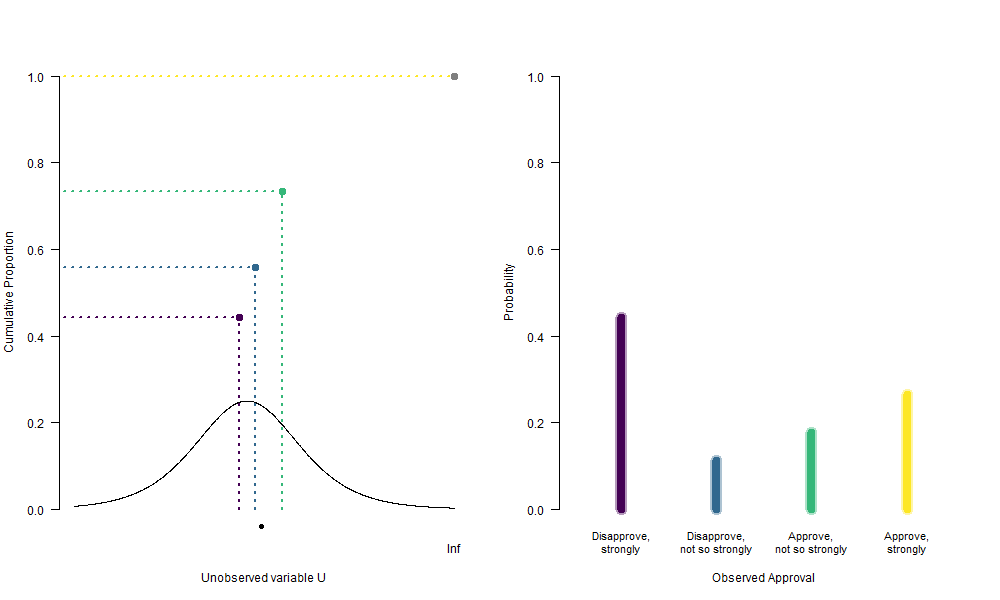 1.0
0.8
0.6
0.4
0.2
0.0
Cumulative Proportion
Inf
Unobserved variable U
1.0
0.8
0.6
0.4
0.2
0.0
Probability
Disapprove,
strongly
Disapprove,
not so strongly
Approve,
not so strongly
Approve,
strongly
Observed Approval